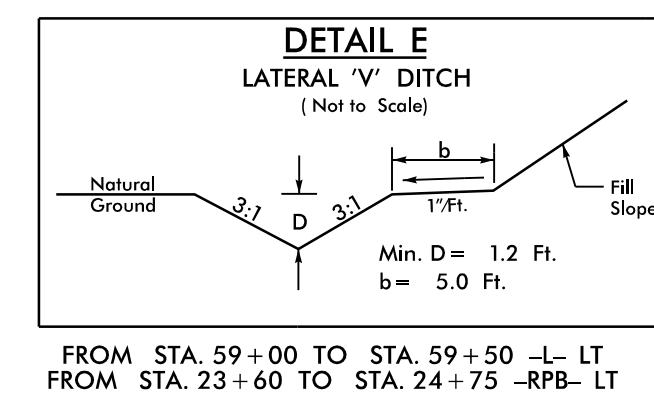 DETAIL E
LATERAL 'V' DITCH
( Not to Scale)
b
Natural
Ground
3:1
D
3:1
1"/Ft.
Fill
Slope
Min. D = 1.2 Ft.
b = 5.0 Ft.
FROM STA. 59+00 TO STA. 59+50 -L- LT
FROM STA. 23+60 TO STA. 24+75 -RPB- LT